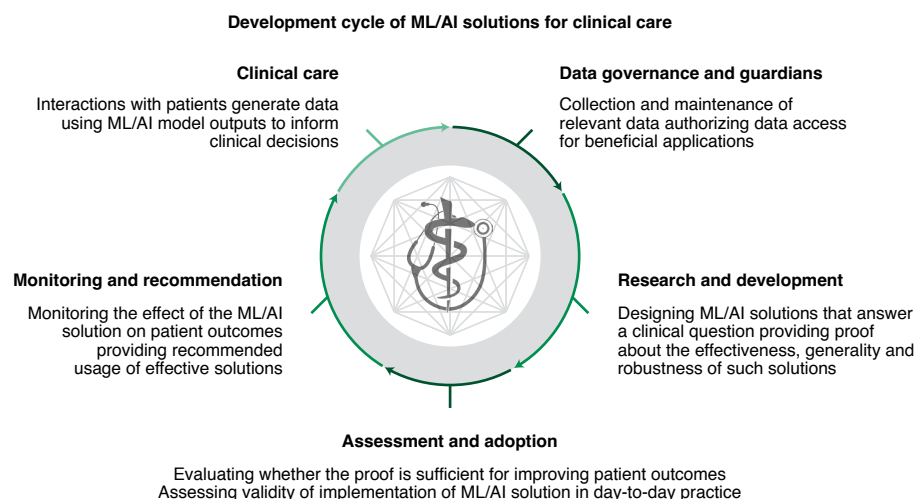 Development cycle of ML/AI solutions for clinical care
Clinical care
Interactions with patients generate data
using ML/AI model outputs to inform
clinical decisions
Data governance and guardians
Collection and maintenance of
relevant data authorizing data access
for beneficial applications
Monitoring and recommendation
Monitoring the effect of the ML/AI
solution on patient outcomes
providing recommended
usage of effective solutions
Research and development
Designing ML/AI solutions that answer
a clinical question providing proof
about the effectiveness, generality and
robustness of such solutions
Assessment and adoption
Evaluating whether the proof is sufficient for improving patient outcomes
Assessing validity of implementation of ML/AI solution in day-to-day practice